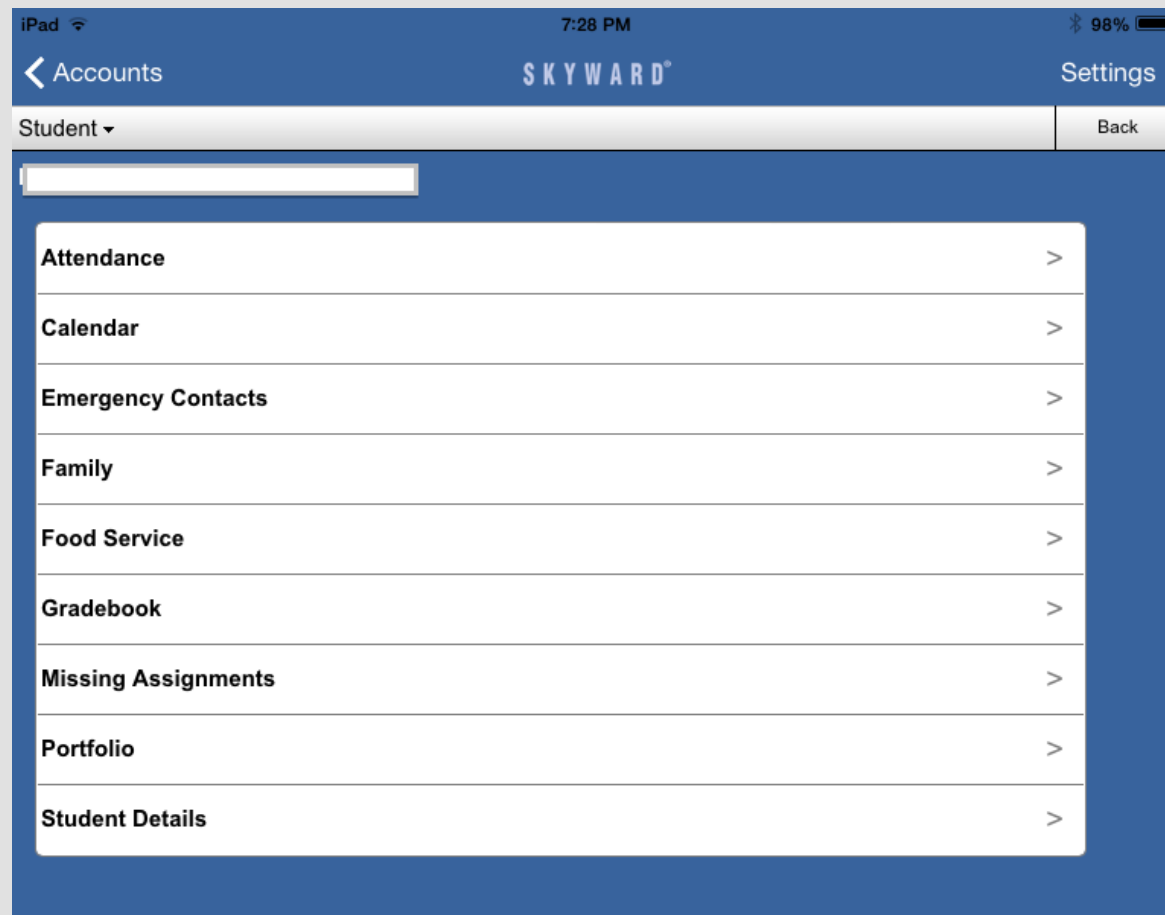 iPad 7:28 PM 98%
Accounts SKYWARD® Settings
Student Back
Attendance >
Calendar >
Emergency Contacts >
Family >
Food Service >
Gradebook >
Missing Assignments >
Portfolio >
Student Details >